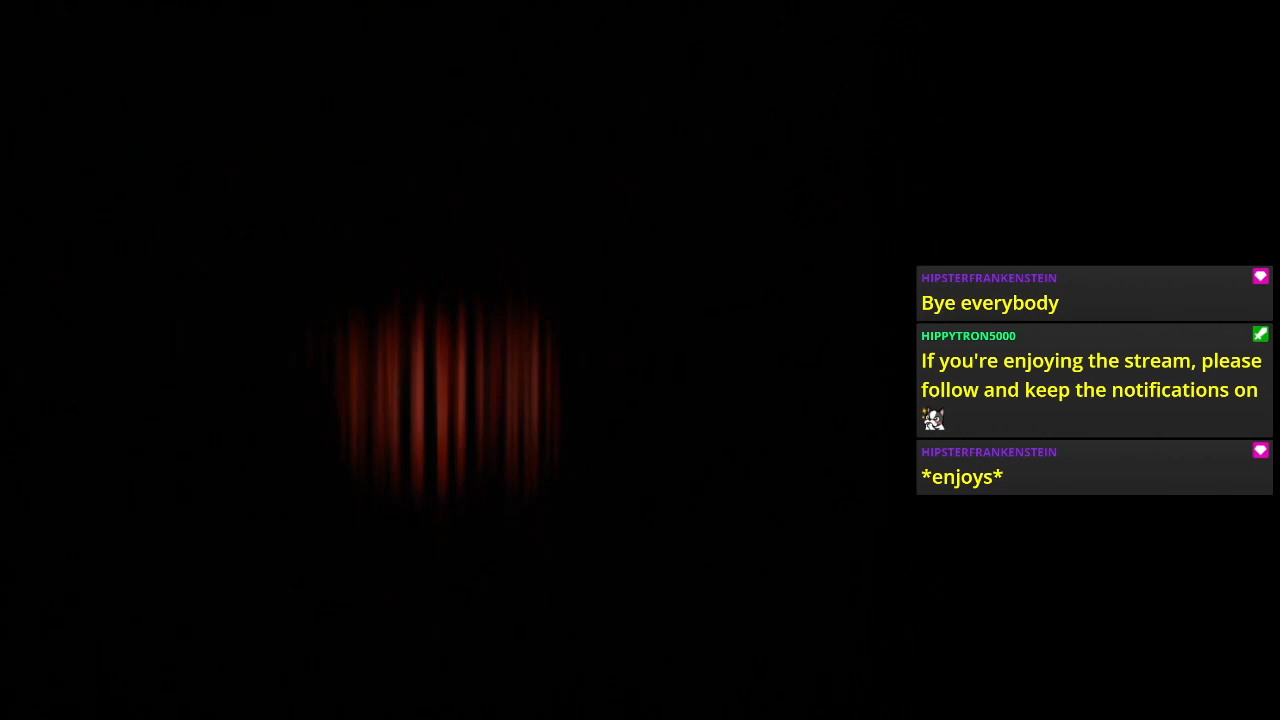 HIPSTERFRANKENSTEIN
Bye everybody
HIPPYTRON5000
If you're enjoying the stream, please
follow and keep the notifications on
HIPSTERFRANKENSTEIN
*enjoys*